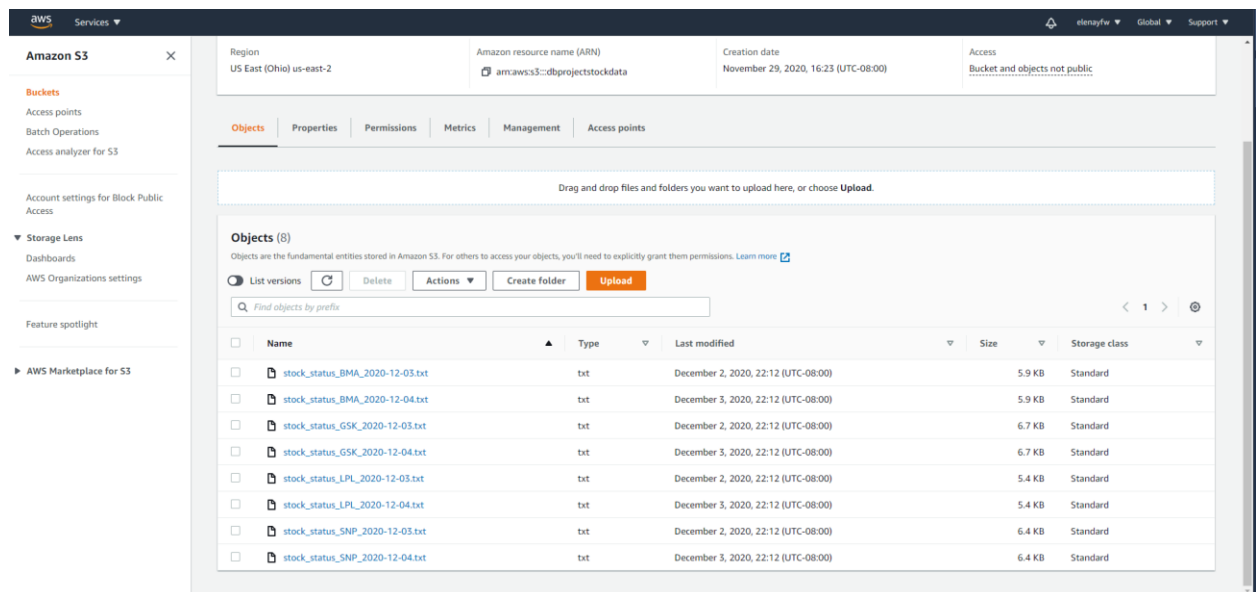 aws Services ▼ elenayfw ▼ Global ▼ Support ▼
Amazon S3
Buckets
Access points
Batch Operations
Access analyzer for S3
Account settings for Block Public
Access
▼ Storage Lens
Dashboards
AWS Organizations settings
Feature spotlight
▶ AWS Marketplace for S3
Region
US East (Ohio) us-east-2
Amazon resource name (ARN)
arn:aws:s3:::dbprojectstockdata
Creation date
November 29, 2020, 16:23 (UTC-08:00)
Access
Bucket and objects not public
Objects Properties Permissions Metrics Management Access points
Drag and drop files and folders you want to upload here, or choose Upload.
Objects (8)
Objects are the fundamental entities stored in Amazon S3. For others to access your objects, you'll need to explicitly grant them permissions. Learn more
List versions Delete Actions ▼ Create folder Upload
Find objects by prefix < 1 >
Name ▲ Type ▽ Last modified ▽ Size ▽ Storage class ▽
stock_status_BMA_2020-12-03.txt txt December 2, 2020, 22:12 (UTC-08:00) 5.9 KB Standard
stock_status_BMA_2020-12-04.txt txt December 3, 2020, 22:12 (UTC-08:00) 5.9 KB Standard
stock_status_GSK_2020-12-03.txt txt December 2, 2020, 22:12 (UTC-08:00) 6.7 KB Standard
stock_status_GSK_2020-12-04.txt txt December 3, 2020, 22:12 (UTC-08:00) 6.7 KB Standard
stock_status_LPL_2020-12-03.txt txt December 2, 2020, 22:12 (UTC-08:00) 5.4 KB Standard
stock_status_LPL_2020-12-04.txt txt December 3, 2020, 22:12 (UTC-08:00) 5.4 KB Standard
stock_status_SNP_2020-12-03.txt txt December 2, 2020, 22:12 (UTC-08:00) 6.4 KB Standard
stock_status_SNP_2020-12-04.txt txt December 3, 2020, 22:12 (UTC-08:00) 6.4 KB Standard